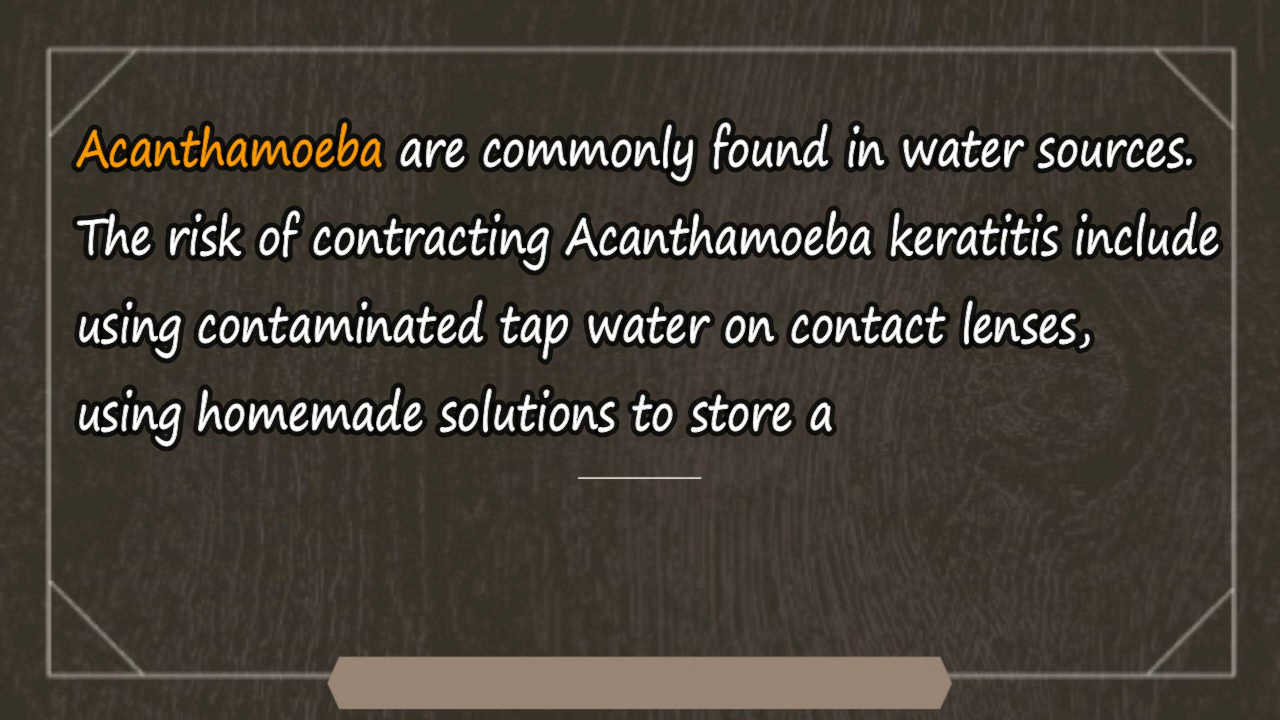 Acanthamoeba are commonly found in water sources.
The risk of contracting Acanthamoeba keratitis include
using contaminated tap water on contact lenses,
using homemade solutions to store a